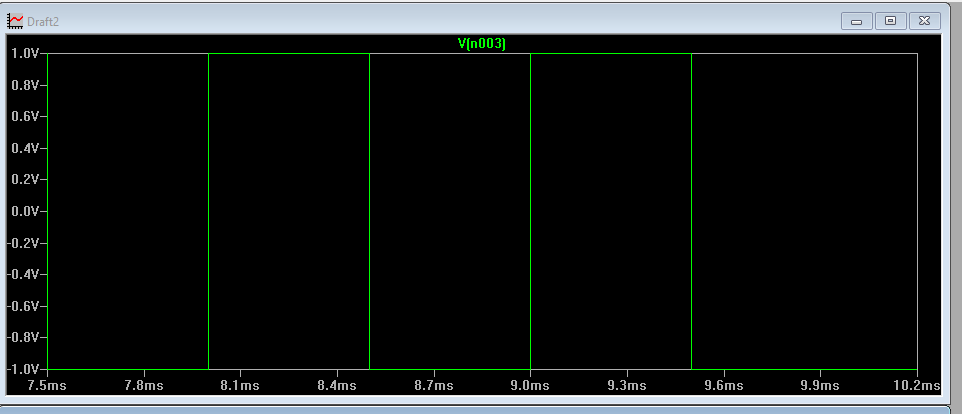 Draft2
V(n003)
1.0V
0.8V
0.6V
0.4V
0.2V
0.0V
-0.2V
-0.4V
-0.6V
-0.8V
-1.0V
7.5ms 7.8ms 8.1ms 8.4ms 8.7ms 9.0ms 9.3ms 9.6ms 9.9ms 10.2ms